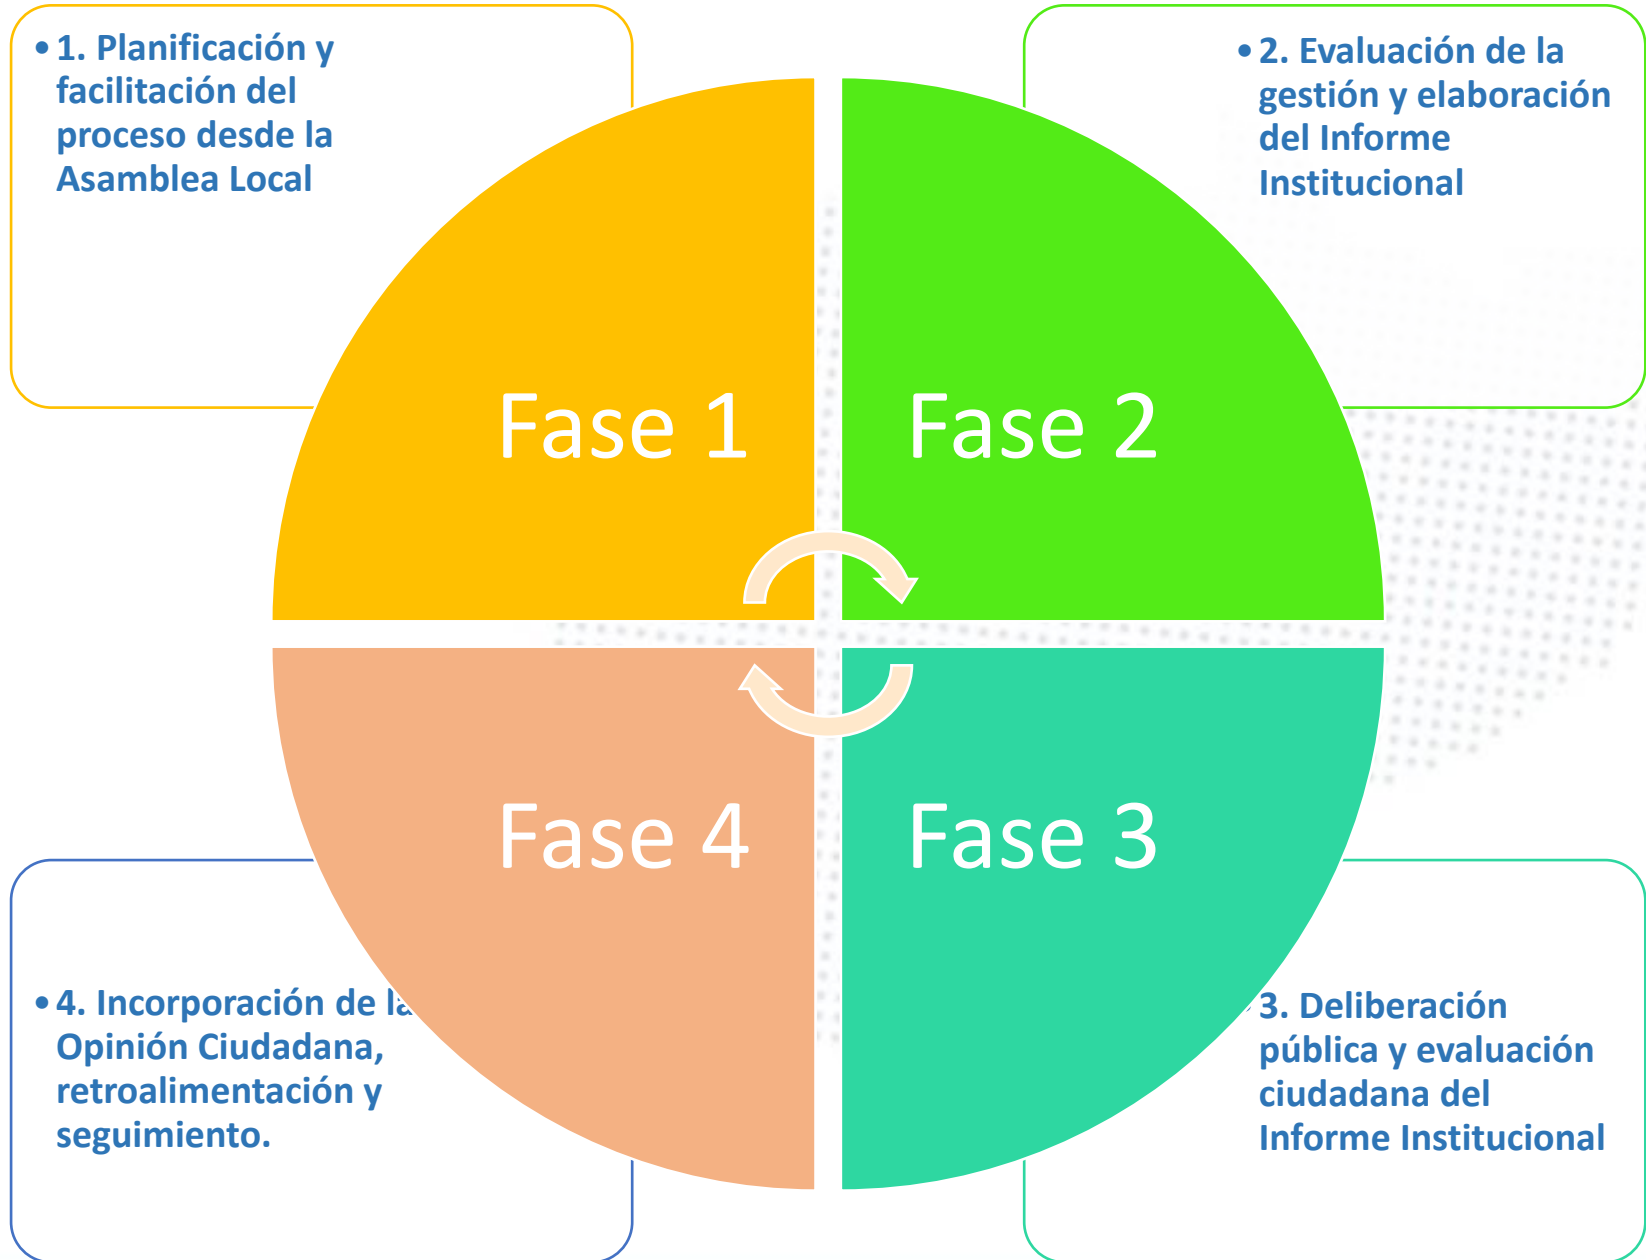 • 1. Planificación y
facilitación del
proceso desde la
Asamblea Local
• 2. Evaluación de la
gestión y elaboración
del Informe
Institucional
Fase 1
Fase 2
Fase 4
Fase 3
• 4. Incorporación de la
Opinión Ciudadana,
retroalimentación y
seguimiento.
• 3. Deliberación
pública y evaluación
ciudadana del
Informe Institucional